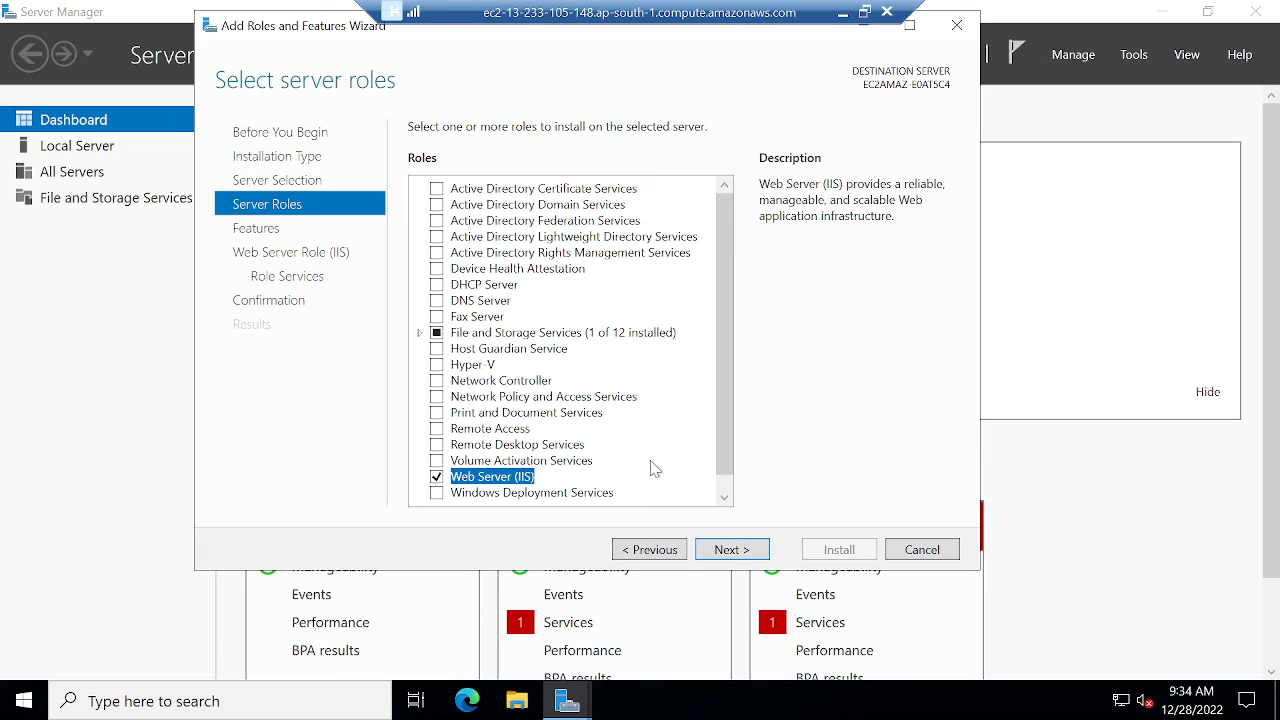 Server Manager
ec2-13-233-105-148.ap-south-1.compute.amazonaws.com
Add Roles and Features Wizard
Server
Manage
Tools
View
Help
Select server roles
DESTINATION SERVER
EC2AMAZ-E0AT5C4
Dashboard
Local Server
All Servers
File and Storage Services
Before You Begin
Installation Type
Server Selection
Server Roles
Features
Web Server Role (IIS)
Role Services
Confirmation
Results
Select one or more roles to install on the selected server.
Roles
Active Directory Certificate Services
Active Directory Domain Services
Active Directory Federation Services
Active Directory Lightweight Directory Services
Active Directory Rights Management Services
Device Health Attestation
DHCP Server
DNS Server
Fax Server
File and Storage Services (1 of 12 installed)
Host Guardian Service
Hyper-V
Network Controller
Network Policy and Access Services
Print and Document Services
Remote Access
Remote Desktop Services
Volume Activation Services
Web Server (IIS)
Windows Deployment Services
Description
Web Server (IIS) provides a reliable,
manageable, and scalable Web
application infrastructure.
Hide
< Previous
Next >
Install
Cancel
Manageability
Events
Performance
BPA results
Manageability
Events
1 Services
Performance
BPA results
Manageability
Events
1 Services
Performance
BPA results
Type here to search
9:34 AM
12/28/2022